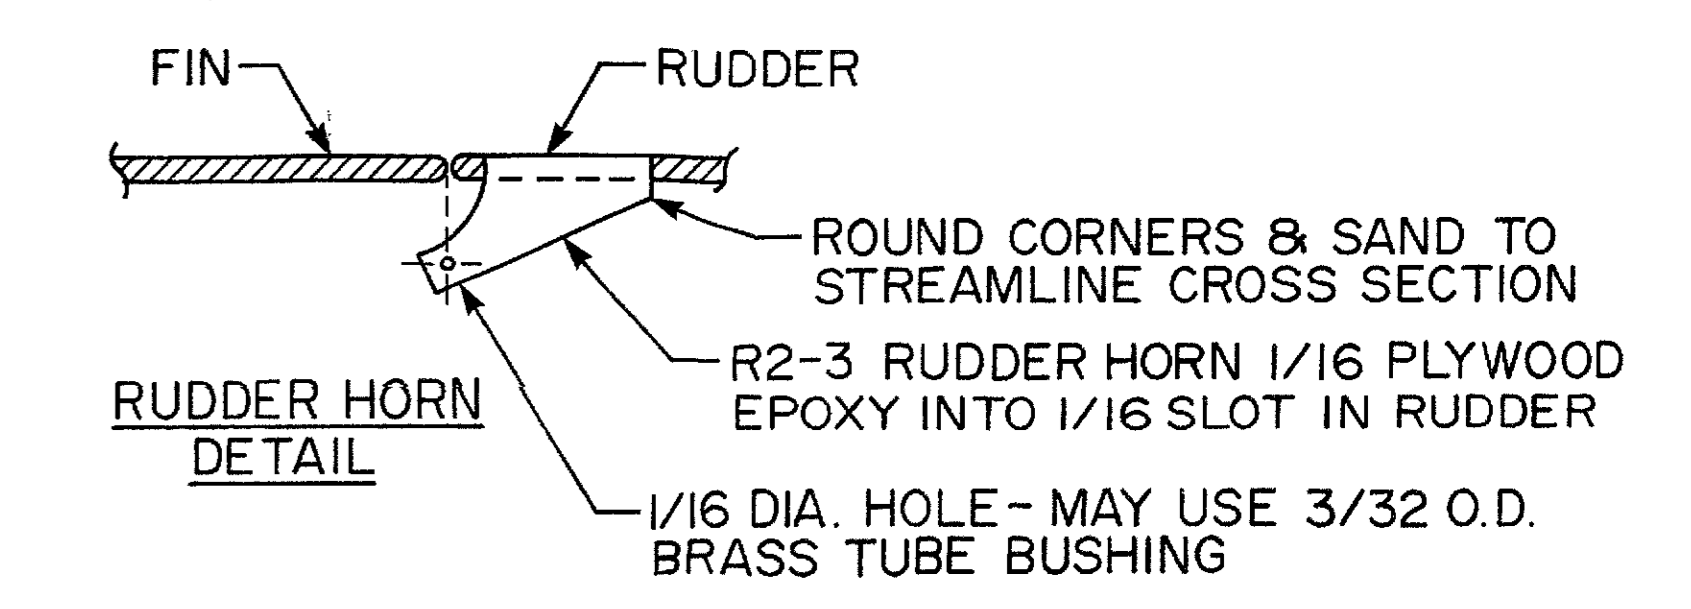 FIN
RUDDER
ROUND CORNERS & SAND TO
STREAMLINE CROSS SECTION
R2-3 RUDDER HORN 1/16 PLYWOOD
EPOXY INTO 1/16 SLOT IN RUDDER
RUDDER HORN
DETAIL
1/16 DIA. HOLE - MAY USE 3/32 O.D.
BRASS TUBE BUSHING